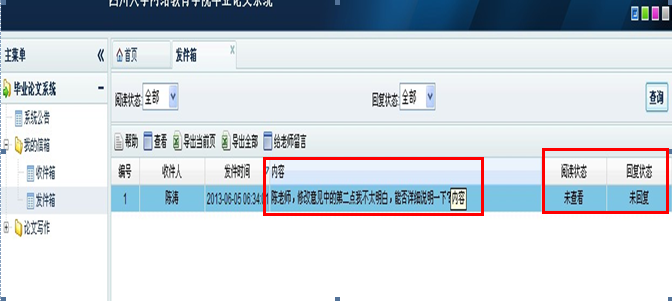 四川大学网络教育学院毕业论文系统
主菜单
首页
发件箱
毕业论文系统
系统公告
我的信箱
收件箱
发件箱
论文写作
阅读状态: 全部
回复状态: 全部
查询
帮助 查看 导出当前页 导出全部 给老师留言
编号 收件人 发件时间 内容 阅读状态 回复状态
1 陈涛 2013-06-05 06:34:01 陈老师，修改意见中的第二点我不大明白，能否详细说明一下? 未查看 未回复
内容